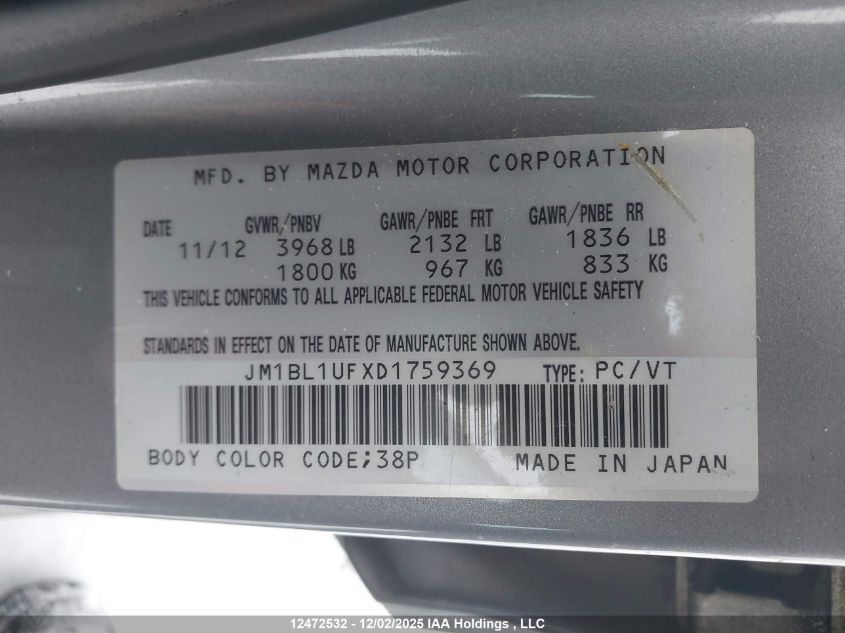 MFD. BY MAZDA MOTOR CORPORATION
DATE GVWR/PNBV GAWR/PNBE FRT GAWR/PNBE RR
11/12 3968 LB 2132 LB 1836 LB
1800 KG 967 KG 833 KG
THIS VEHICLE CONFORMS TO ALL APPLICABLE FEDERAL MOTOR VEHICLE SAFETY
STANDARDS IN EFFECT ON THE DATE OF MANUFACTURE SHOWN ABOVE.
JM1BL1UFXD1759369 TYPE: PC/VT
BODY COLOR CODE;38P MADE IN JAPAN
12472532 - 12/02/2025 IAA Holdings , LLC